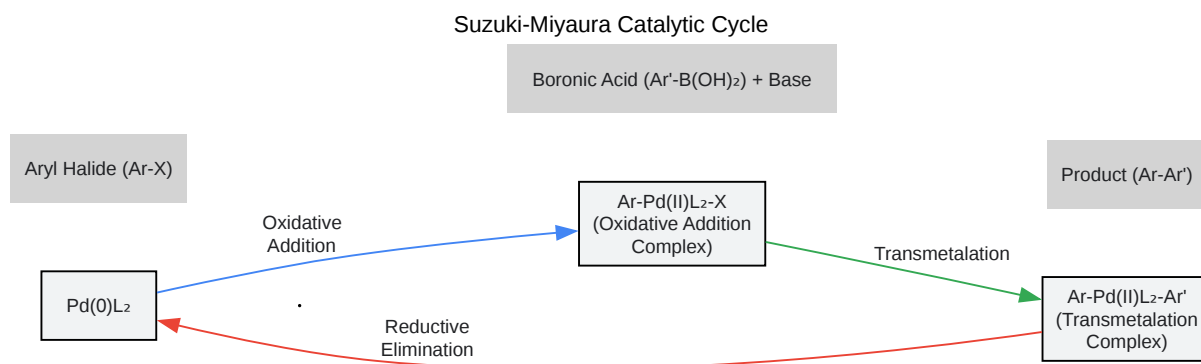 Suzuki-Miyaura Catalytic Cycle
Boronic Acid (Ar'-B(OH)₂) + Base
Aryl Halide (Ar-X)
Product (Ar-Ar')
Oxidative
Addition
Ar-Pd(II)L₂-X
(Oxidative Addition
Complex)
Transmetalation
Pd(0)L₂
Ar-Pd(II)L₂-Ar'
(Transmetalation
Complex)
Reductive
Elimination